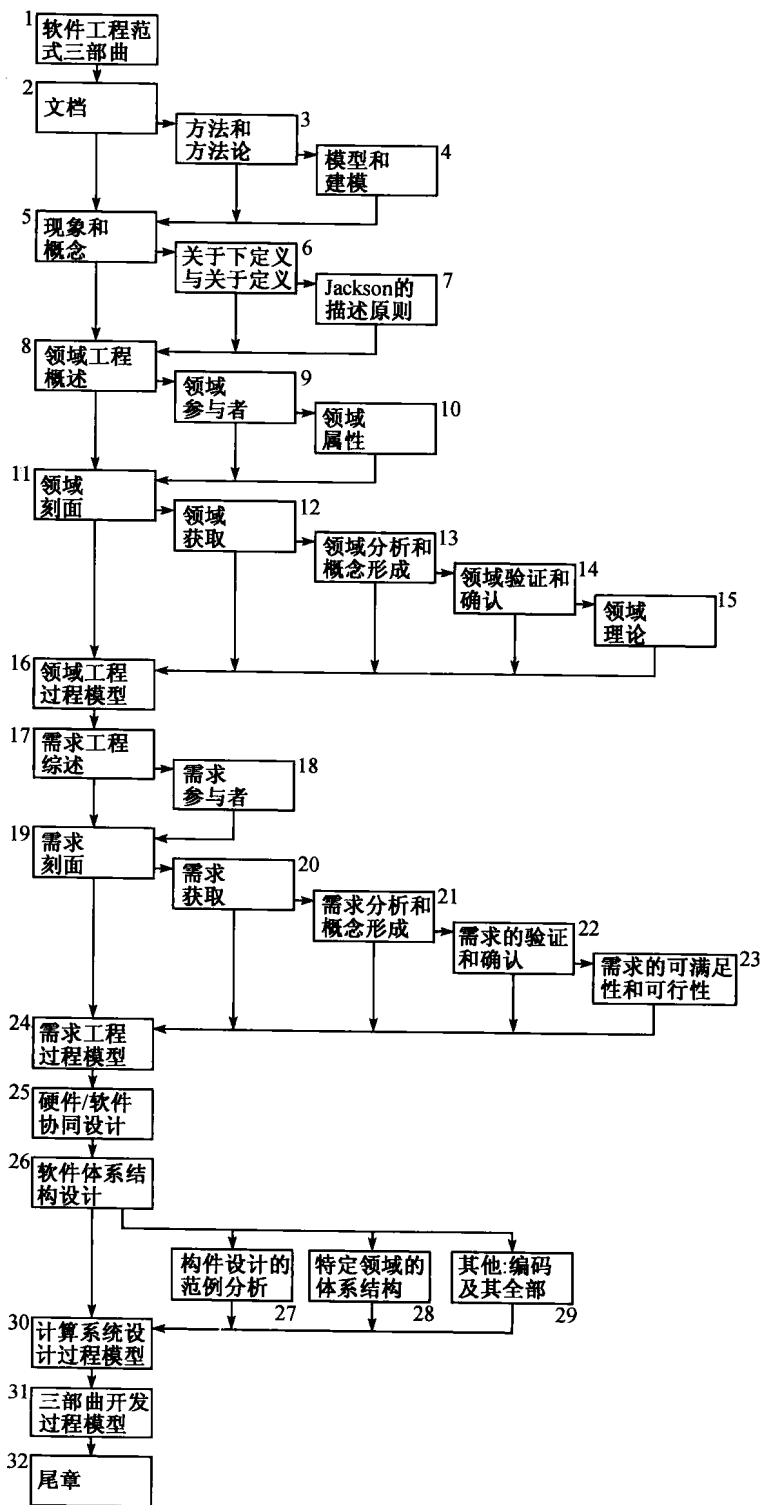 1
软件工程范
式三部曲
2
文档
3
方法和
方法论
4
模型和
建模
5
现象和
概念
6
关于下定义
与关于定义
7
Jackson的
描述原则
8
领域工程
概述
9
领域
参与者
10
领域
属性
11
领域
刻面
12
领域
获取
13
领域分析和
概念形成
14
领域验证和
确认
15
领域
理论
16
领域工程
过程模型
17
需求工程
综述
18
需求
参与者
19
需求
刻面
20
需求
获取
21
需求分析和
概念形成
22
需求的验证
和确认
23
需求的可满足
性和可行性
24
需求工程
过程模型
25
硬件/软件
协同设计
26
软件体系结
构设计
构件设计的
范例分析
27
特定领域的
体系结构
28
其他:编码
及其全部
29
30
计算系统设
计过程模型
31
三部曲开发
过程模型
32
尾章